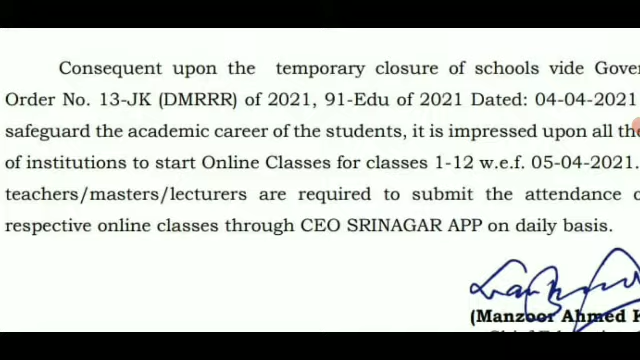 Consequent upon the temporary closure of schools vide
Order No. 13-JK (DMRRR) of 2021, 91-Edu of 2021 Dated: 04-04-2021
safeguard the academic career of the students, it is impressed upon all the
of institutions to start Online Classes for classes 1-12 w.e.f. 05-04-2021.
teachers/masters/lecturers are required to submit the attendance
respective online classes through CEO SRINAGAR APP on daily basis.
(Manzoor Ahmed